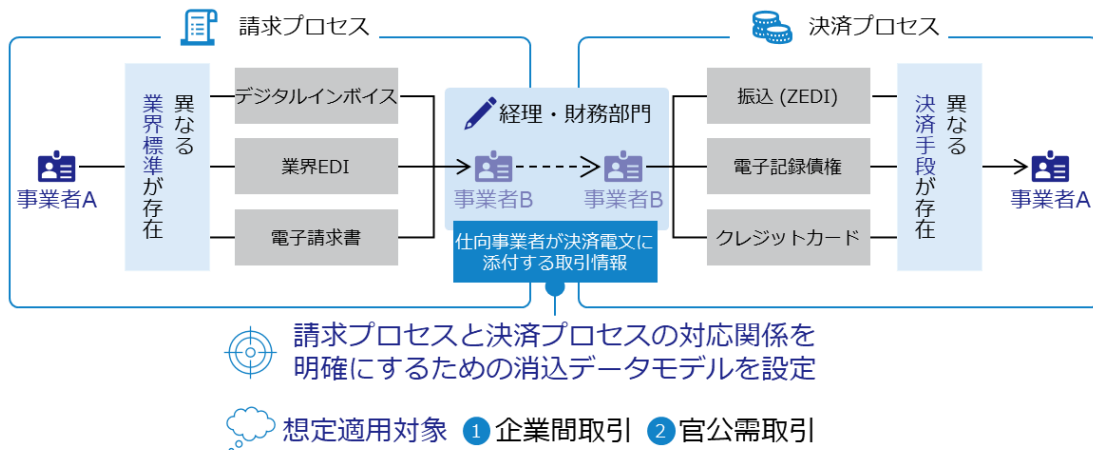 請求プロセス
決済プロセス
事業者A
異なる
業界標準が存在
デジタルインボイス
業界EDI
電子請求書
経理・財務部門
事業者B
事業者B
仕向事業者が決済電文に
添付する取引情報
振込 (ZEDI)
電子記録債権
クレジットカード
異なる
決済手段が存在
事業者A
請求プロセスと決済プロセスの対応関係を
明確にするための消込データモデルを設定
想定適用対象 1 企業間取引 2 官公需取引